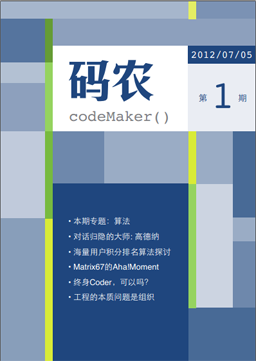 2012/07/05
码农
codeMaker()
第 1 期
• 本期专题：算法
• 对话归隐的大师: 高德纳
• 海量用户积分排名算法探讨
• Matrix67的Aha!Moment
• 终身Coder，可以吗?
• 工程的本质问题是组织